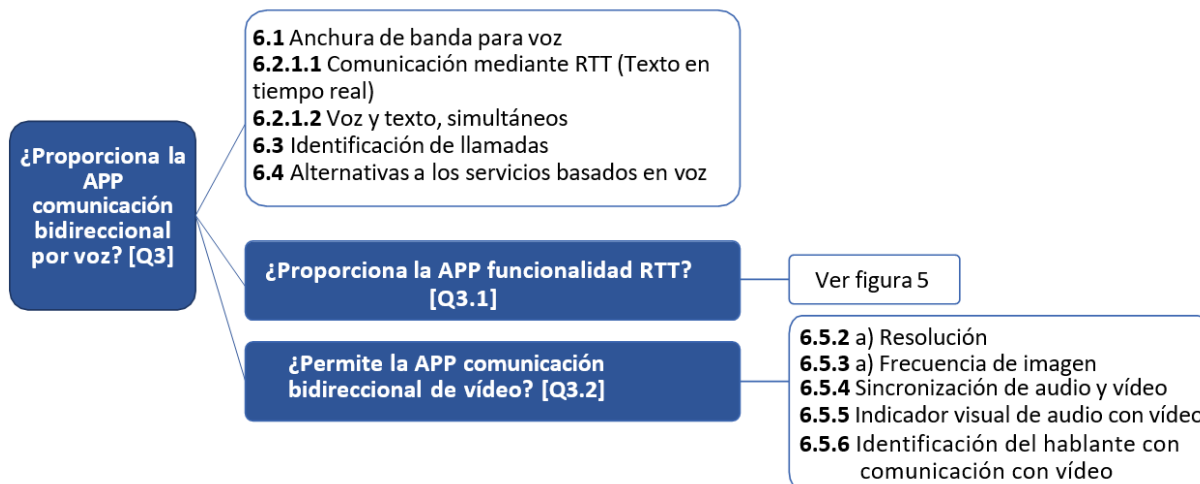 ¿Proporciona la
APP
comunicación
bidireccional
por voz? [Q3]
6.1 Anchura de banda para voz
6.2.1.1 Comunicación mediante RTT (Texto en
tiempo real)
6.2.1.2 Voz y texto, simultáneos
6.3 Identificación de llamadas
6.4 Alternativas a los servicios basados en voz
¿Proporciona la APP funcionalidad RTT?
[Q3.1]
Ver figura 5
¿Permite la APP comunicación
bidireccional de vídeo? [Q3.2]
6.5.2 a) Resolución
6.5.3 a) Frecuencia de imagen
6.5.4 Sincronización de audio y vídeo
6.5.5 Indicador visual de audio con vídeo
6.5.6 Identificación del hablante con
comunicación con vídeo